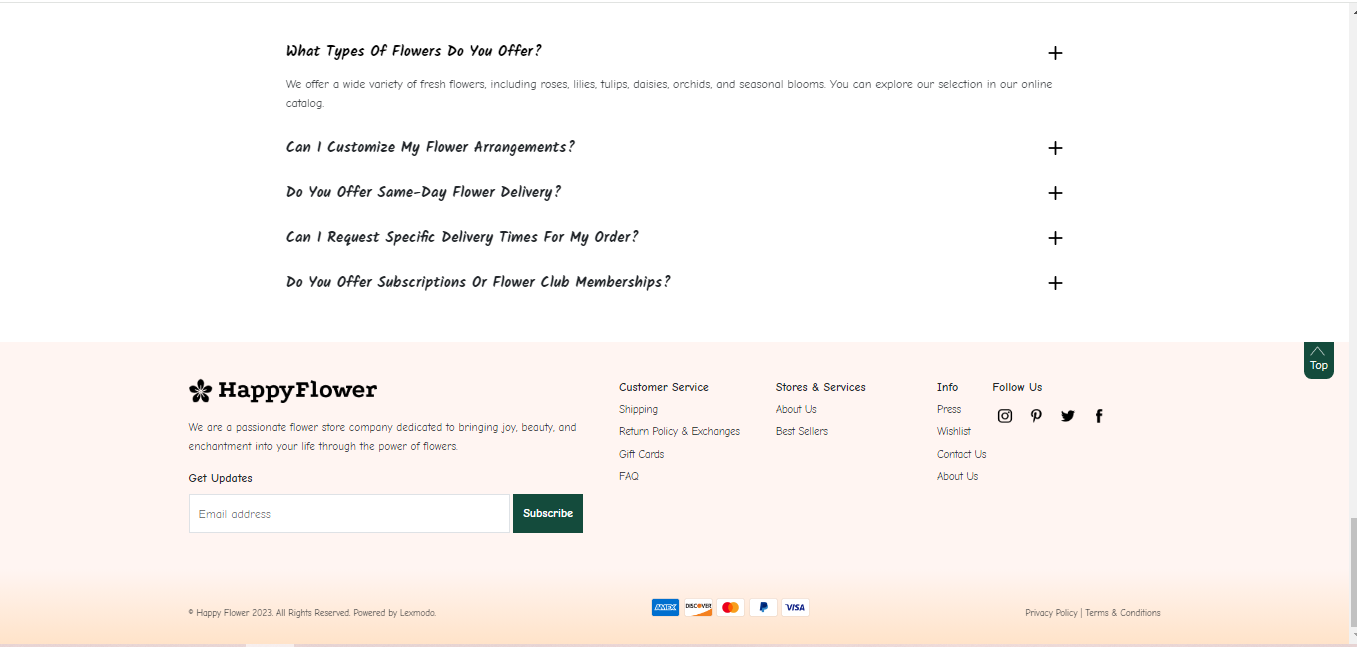 What Types Of Flowers Do You Offer?
We offer a wide variety of fresh flowers, including roses, lilies, tulips, daisies, orchids, and seasonal blooms. You can explore our selection in our online
catalog.
Can I Customize My Flower Arrangements?
Do You Offer Same-Day Flower Delivery?
Can I Request Specific Delivery Times For My Order?
Do You Offer Subscriptions Or Flower Club Memberships?
Top
HappyFlower
We are a passionate flower store company dedicated to bringing joy, beauty, and
enchantment into your life through the power of flowers.
Get Updates
Email address
Subscribe
Customer Service
Shipping
Return Policy & Exchanges
Gift Cards
FAQ
Stores & Services
About Us
Best Sellers
Info
Press
Wishlist
Contact Us
About Us
Follow Us
© Happy Flower 2023. All Rights Reserved. Powered by Lexmodo.
AMEX
DISCOVER
VISA
Privacy Policy | Terms & Conditions